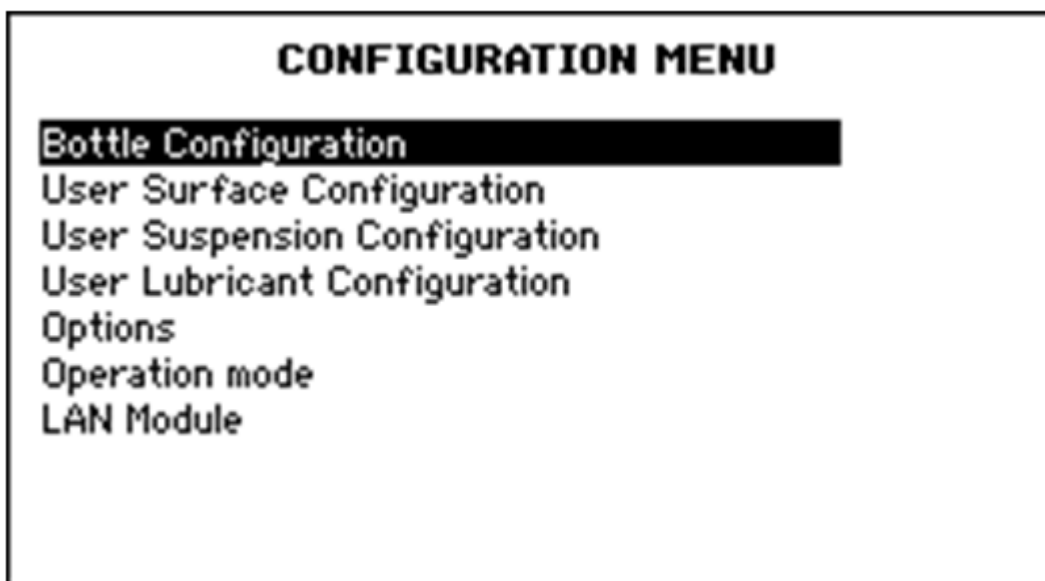 CONFIGURATION MENU
Bottle Configuration
User Surface Configuration
User Suspension Configuration
User Lubricant Configuration
Options
Operation mode
LAN Module